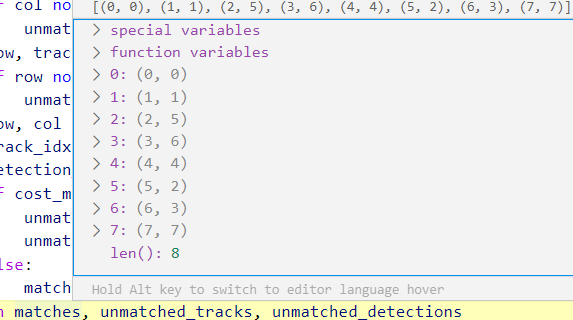 f col no
[(0, 0), (1, 1), (2, 5), (3, 6), (4, 4), (5, 2), (6, 3), (7, 7)]
unmat
> special variables
ow, trac
> function variables
f row no
> 0: (0, 0)
unmat
> 1: (1, 1)
ow, col
> 2: (2, 5)
rack_idx
> 3: (3, 6)
etection
> 4: (4, 4)
f cost_m
> 5: (5, 2)
unmat
> 6: (6, 3)
unmat
> 7: (7, 7)
lse:
len(): 8
match
Hold Alt key to switch to editor language hover
n matches, unmatched_tracks, unmatched_detections